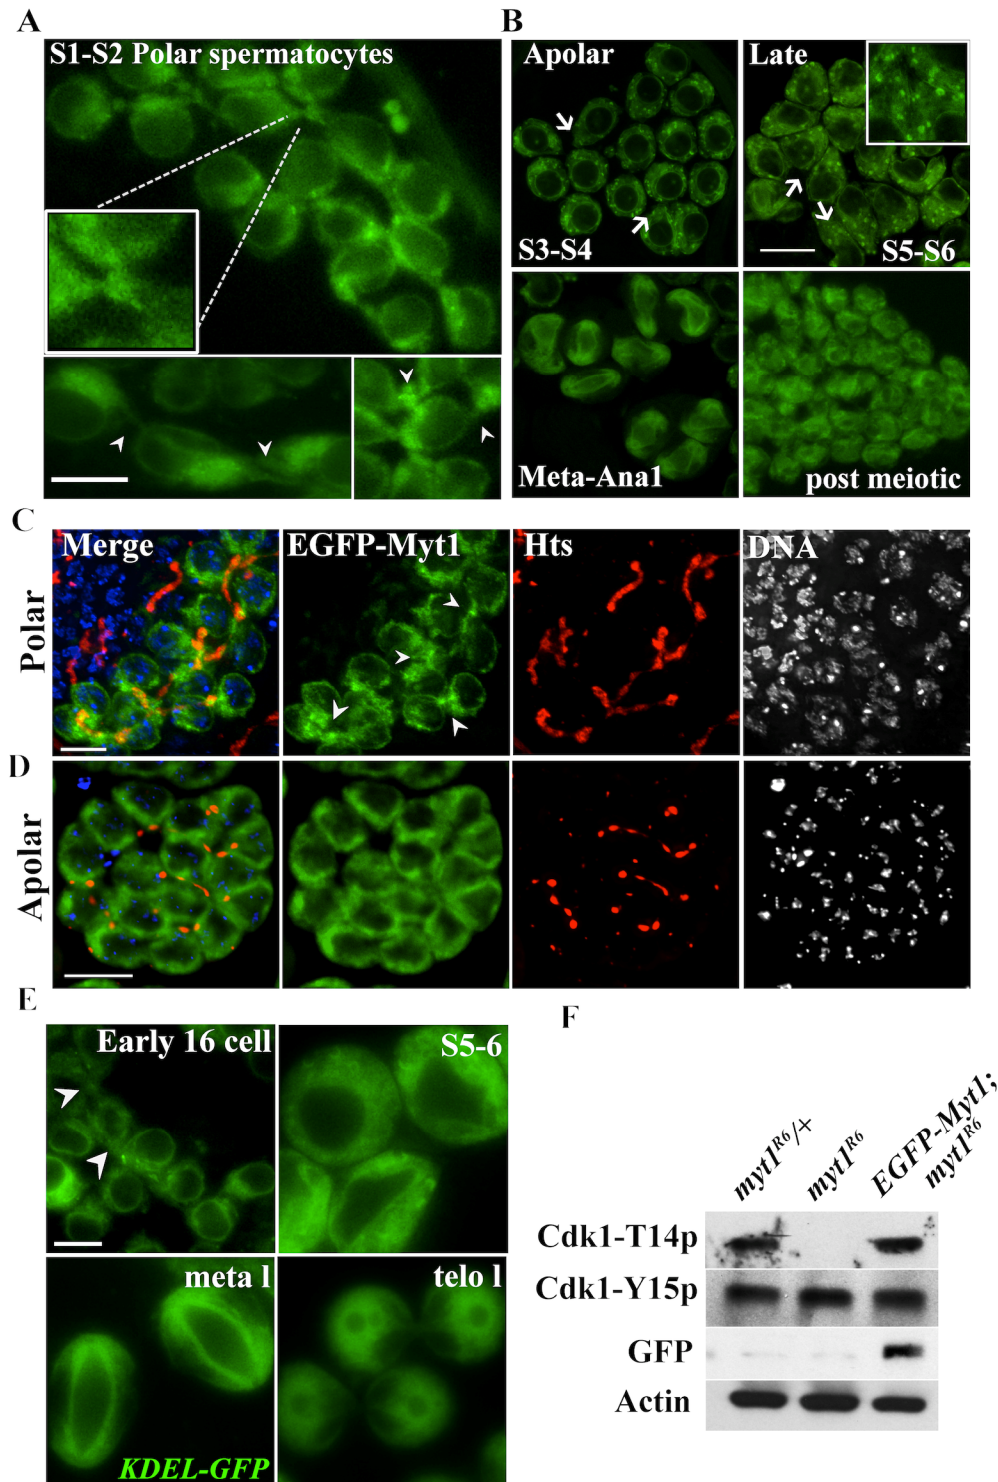 A
B
S1-S2 Polar spermatocytes
Apolar
Late
S3-S4
S5-S6
Meta-Ana1
post meiotic
C
Merge
EGFP-Myt1
Hts
DNA
Polar
D
Apolar
E
Early 16 cell
S5-6
meta I
telo I
KDEL-GFP
F
myt1R6/+
myt1R6
EGFP-Myt1;
myt1R6
Cdk1-T14p
Cdk1-Y15p
GFP
Actin